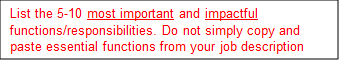 List the 5-10 most important and impactful
functions/responsibilities. Do not simply copy and
paste essential functions from your job description